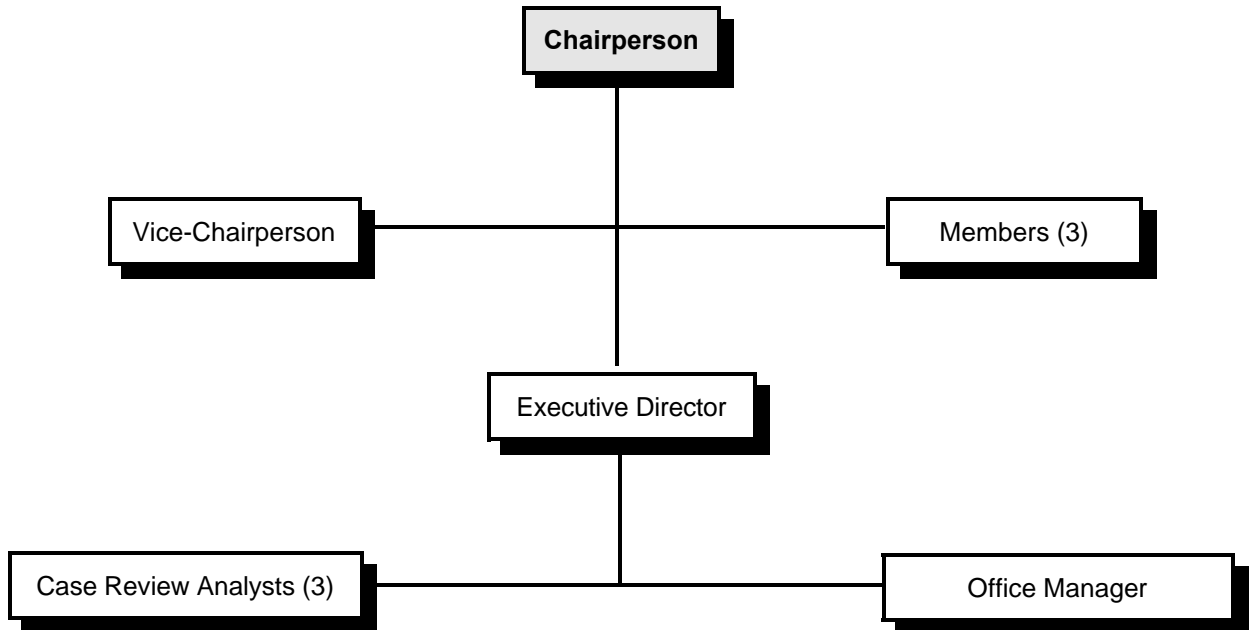 Chairperson
Vice-Chairperson
Members (3)
Executive Director
Case Review Analysts (3)
Office Manager